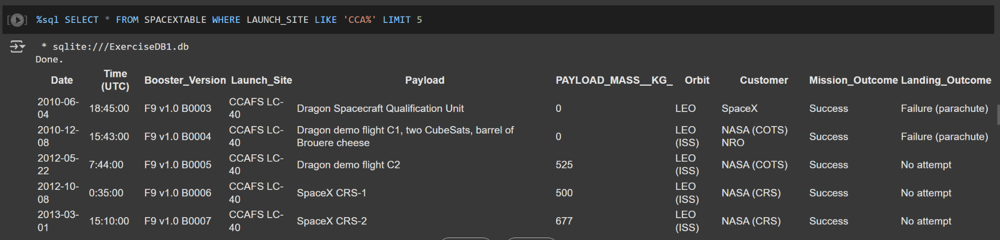 %sql SELECT * FROM SPACEXTABLE WHERE LAUNCH_SITE LIKE 'CCA%' LIMIT 5
* sqlite:///ExerciseDB1.db
Done.
Date Time (UTC) Booster_Version Launch_Site Payload PAYLOAD_MASS__KG_ Orbit Customer Mission_Outcome Landing_Outcome
2010-06-04 18:45:00 F9 v1.0 B0003 CCAFS LC-40 Dragon Spacecraft Qualification Unit 0 LEO SpaceX Success Failure (parachute)
2010-12-08 15:43:00 F9 v1.0 B0004 CCAFS LC-40 Dragon demo flight C1, two CubeSats, barrel of Brouere cheese 0 LEO (ISS) NASA (COTS) NRO Success Failure (parachute)
2012-05-22 7:44:00 F9 v1.0 B0005 CCAFS LC-40 Dragon demo flight C2 525 LEO (ISS) NASA (COTS) Success No attempt
2012-10-08 0:35:00 F9 v1.0 B0006 CCAFS LC-40 SpaceX CRS-1 500 LEO (ISS) NASA (CRS) Success No attempt
2013-03-01 15:10:00 F9 v1.0 B0007 CCAFS LC-40 SpaceX CRS-2 677 LEO (ISS) NASA (CRS) Success No attempt